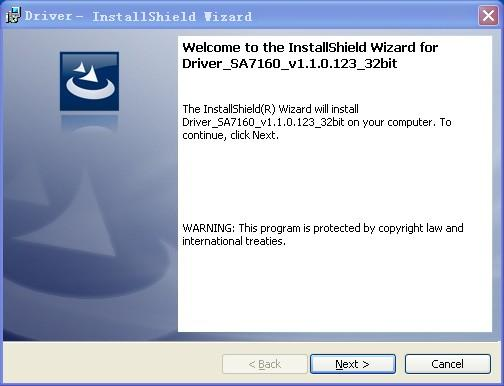 Driver - InstallShield Wizard
Welcome to the InstallShield Wizard for
Driver_SA7160_v1.1.0.123_32bit
The InstallShield(R) Wizard will install
Driver_SA7160_v1.1.0.123_32bit on your computer. To
continue, click Next.
WARNING: This program is protected by copyright law and
international treaties.
< Back
Next >
Cancel